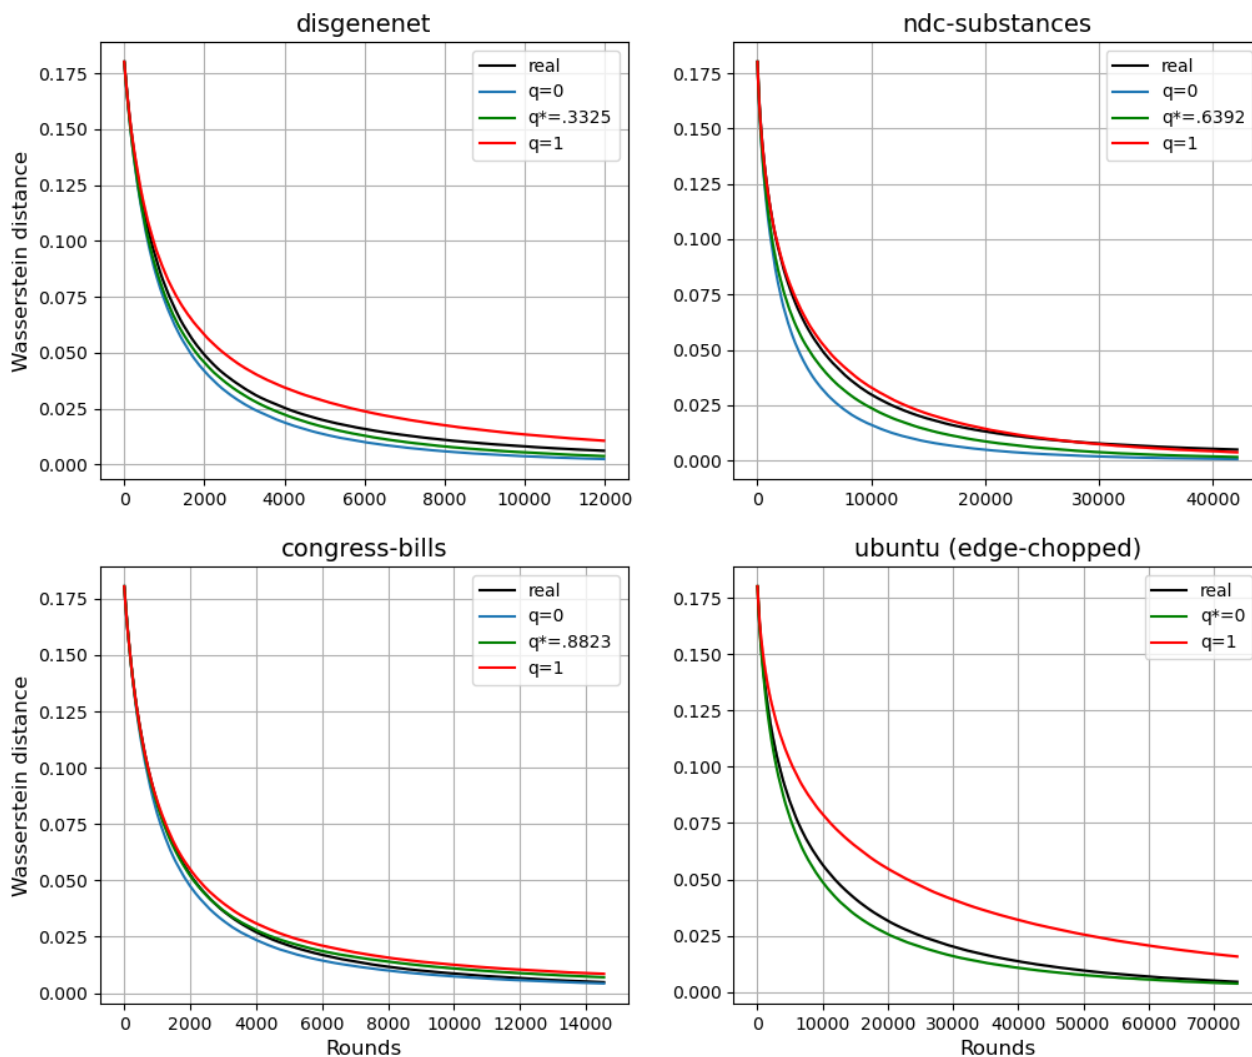 disgenenet
0.175
0.150
0.125
0.100
0.075
0.050
0.025
0.000
Wasserstein distance
real
q=0
q*=.3325
q=1
0 2000 4000 6000 8000 10000 12000
ndc-substances
0.175
0.150
0.125
0.100
0.075
0.050
0.025
0.000
real
q=0
q*=.6392
q=1
0 10000 20000 30000 40000
congress-bills
0.175
0.150
0.125
0.100
0.075
0.050
0.025
0.000
Wasserstein distance
real
q=0
q*=.8823
q=1
0 2000 4000 6000 8000 10000 12000 14000
Rounds
ubuntu (edge-chopped)
0.175
0.150
0.125
0.100
0.075
0.050
0.025
0.000
real
q*=0
q=1
0 10000 20000 30000 40000 50000 60000 70000
Rounds